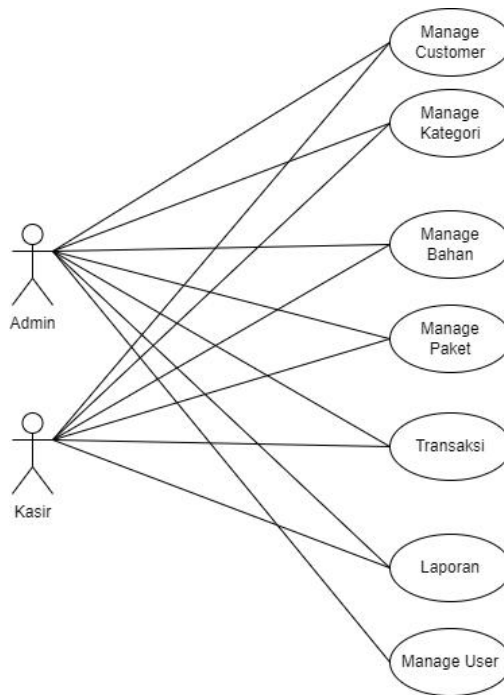 Manage
Customer
Manage
Kategori
Manage
Bahan
Admin
Manage
Paket
Transaksi
Kasir
Laporan
Manage User